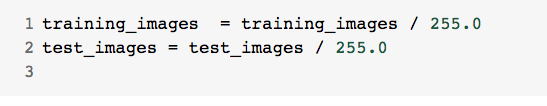 1 training_images  = training_images / 255.0
2 test_images = test_images / 255.0
3